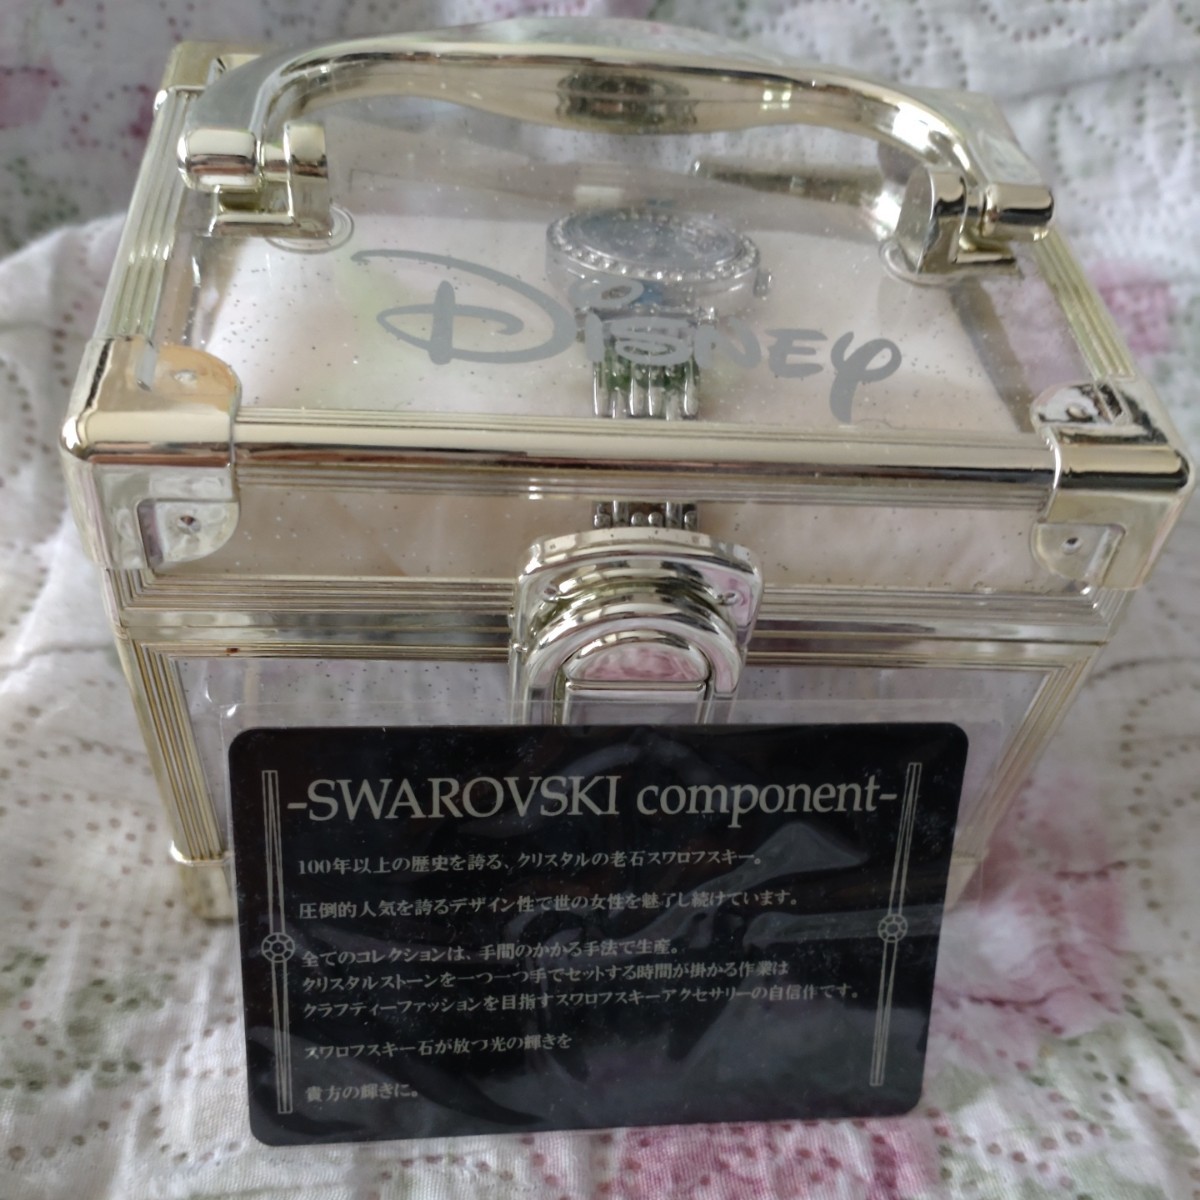 Disney
-SWAROVSKI component-
100年以上の歴史を誇る、クリスタルの老石スワロフスキー。
圧倒的人気を誇るデザイン性で世の女性を魅了し続けています。
全てのコレクションは、手間のかかる手法で生産。
クリスタルストーンを一つ一つ手でセットする時間が掛かる作業は
クラフティーファッションを目指すスワロフスキーアクセサリーの自信作です。
スワロフスキー石が放つ光の輝きを
貴方の輝きに。